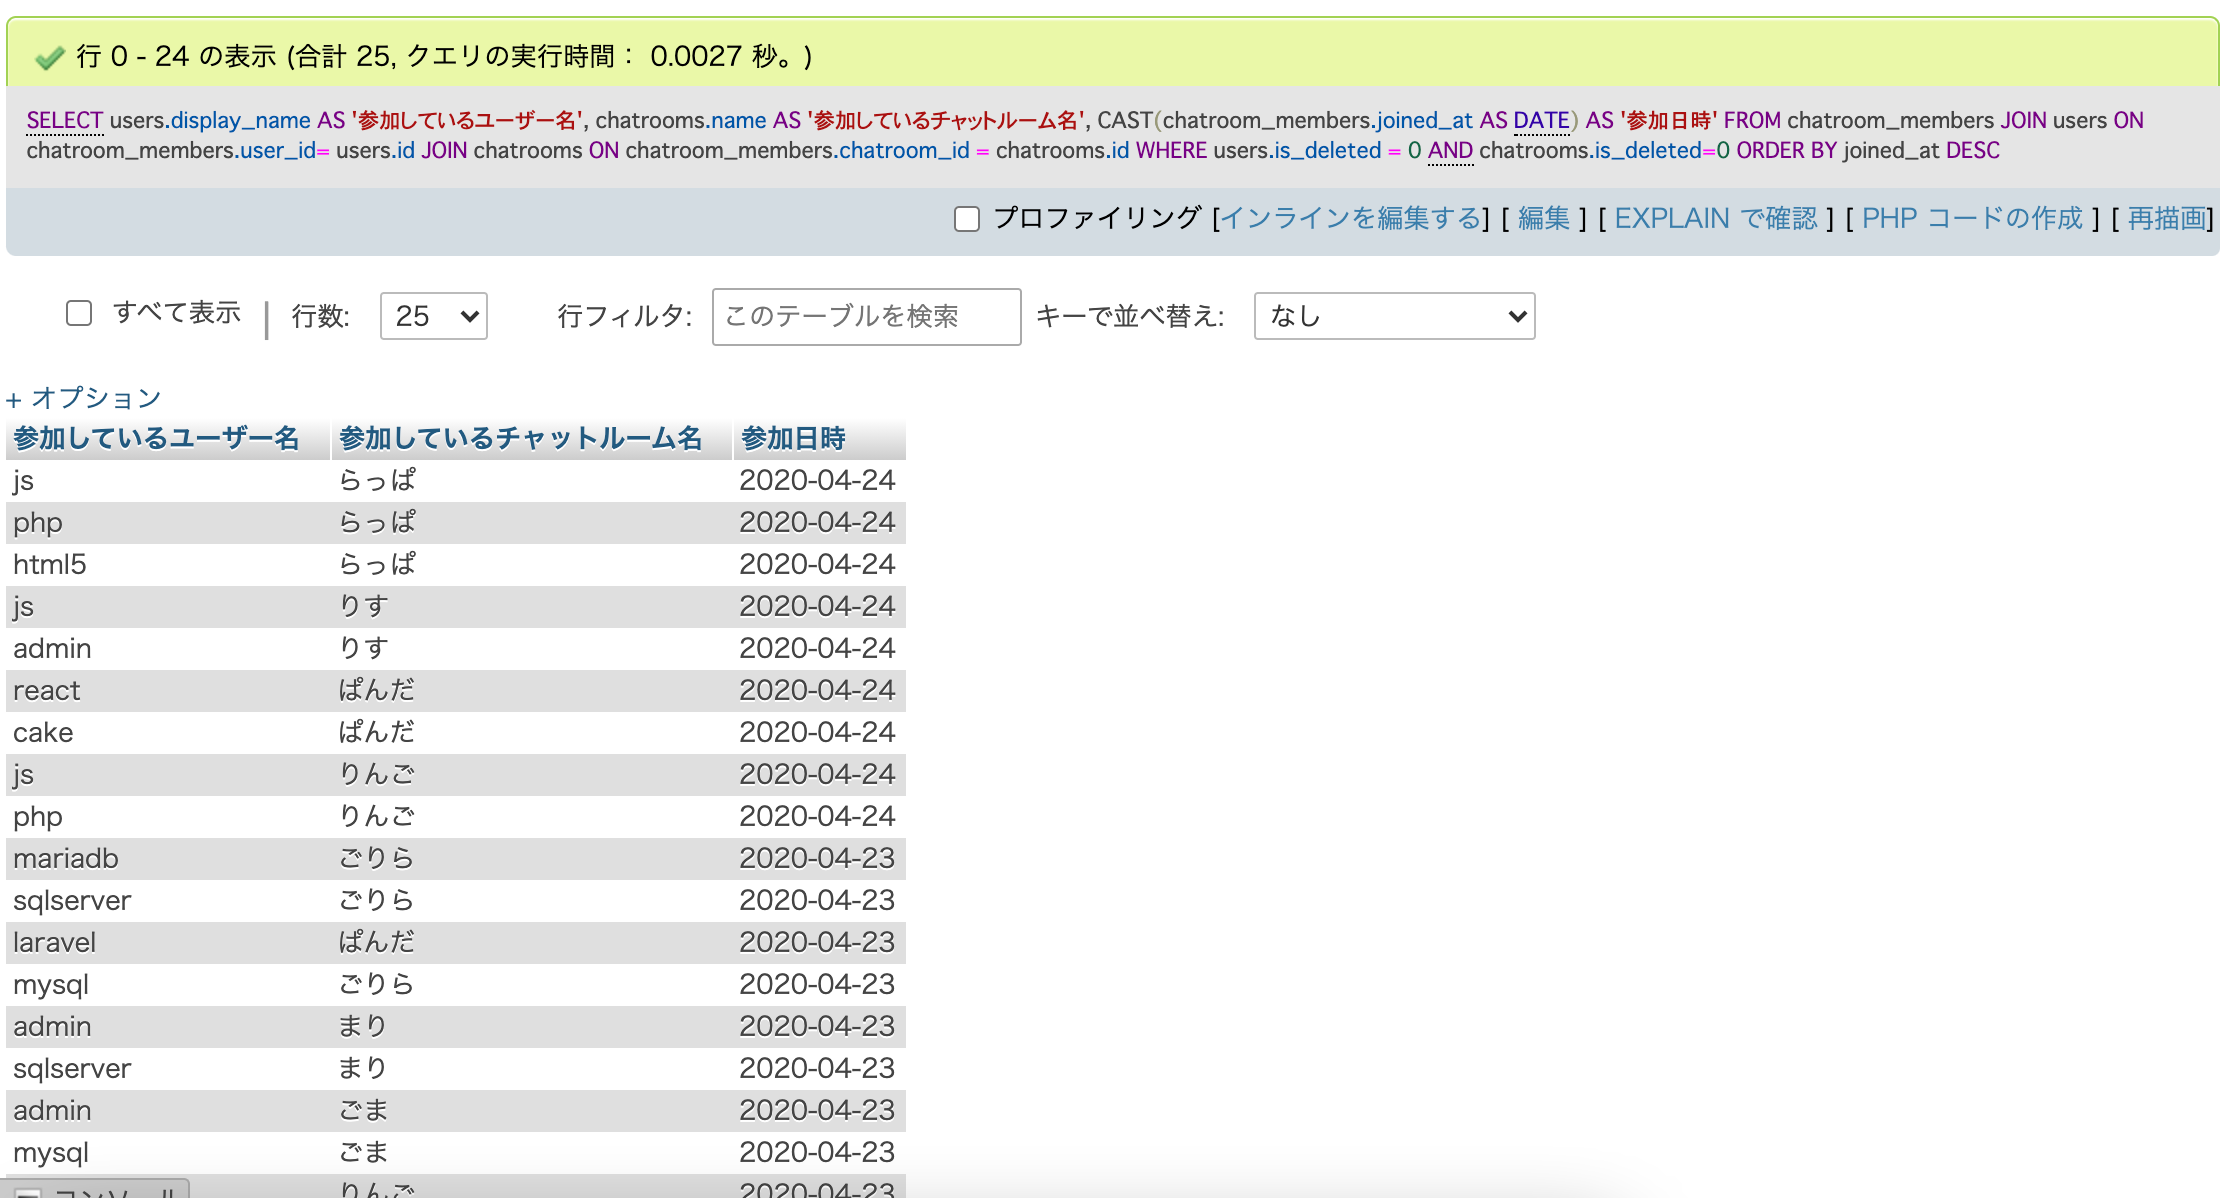 行 0 - 24 の表示 (合計 25, クエリの実行時間： 0.0027 秒。)
SELECT users.display_name AS '参加しているユーザー名', chatrooms.name AS '参加しているチャットルーム名', CAST(chatroom_members.joined_at AS DATE) AS '参加日時' FROM chatroom_members JOIN users ON
chatroom_members.user_id= users.id JOIN chatrooms ON chatroom_members.chatroom_id = chatrooms.id WHERE users.is_deleted = 0 AND chatrooms.is_deleted=0 ORDER BY joined_at DESC
プロファイリング [インラインを編集する] [ 編集 ] [ EXPLAIN で確認 ] [ PHP コードの作成 ] [ 再描画]
すべて表示 | 行数: 25 行フィルタ: このテーブルを検索 キーで並べ替え: なし
+ オプション
参加しているユーザー名 参加しているチャットルーム名 参加日時
js らっぱ 2020-04-24
php らっぱ 2020-04-24
html5 らっぱ 2020-04-24
js りす 2020-04-24
admin りす 2020-04-24
react ぱんだ 2020-04-24
cake ぱんだ 2020-04-24
js りんご 2020-04-24
php りんご 2020-04-24
mariadb ごりら 2020-04-23
sqlserver ごりら 2020-04-23
laravel ぱんだ 2020-04-23
mysql ごりら 2020-04-23
admin まり 2020-04-23
sqlserver まり 2020-04-23
admin ごま 2020-04-23
mysql ごま 2020-04-23
コンソール りんご 2020-04-23